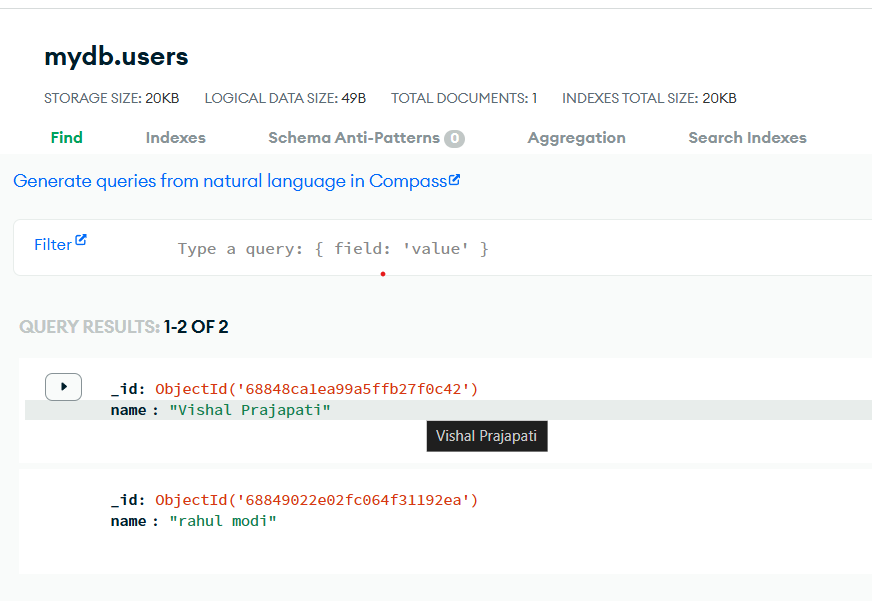 mydb.users
STORAGE SIZE: 20KB LOGICAL DATA SIZE: 49B TOTAL DOCUMENTS: 1 INDEXES TOTAL SIZE: 20KB
Find Indexes Schema Anti-Patterns 0 Aggregation Search Indexes
Generate queries from natural language in Compass
Filter Type a query: { field: 'value' }
QUERY RESULTS: 1-2 OF 2
_id: ObjectId('68848ca1ea99a5ffb27f0c42')
name : "Vishal Prajapati"
Vishal Prajapati
_id: ObjectId('68849022e02fc064f31192ea')
name : "rahul modi"